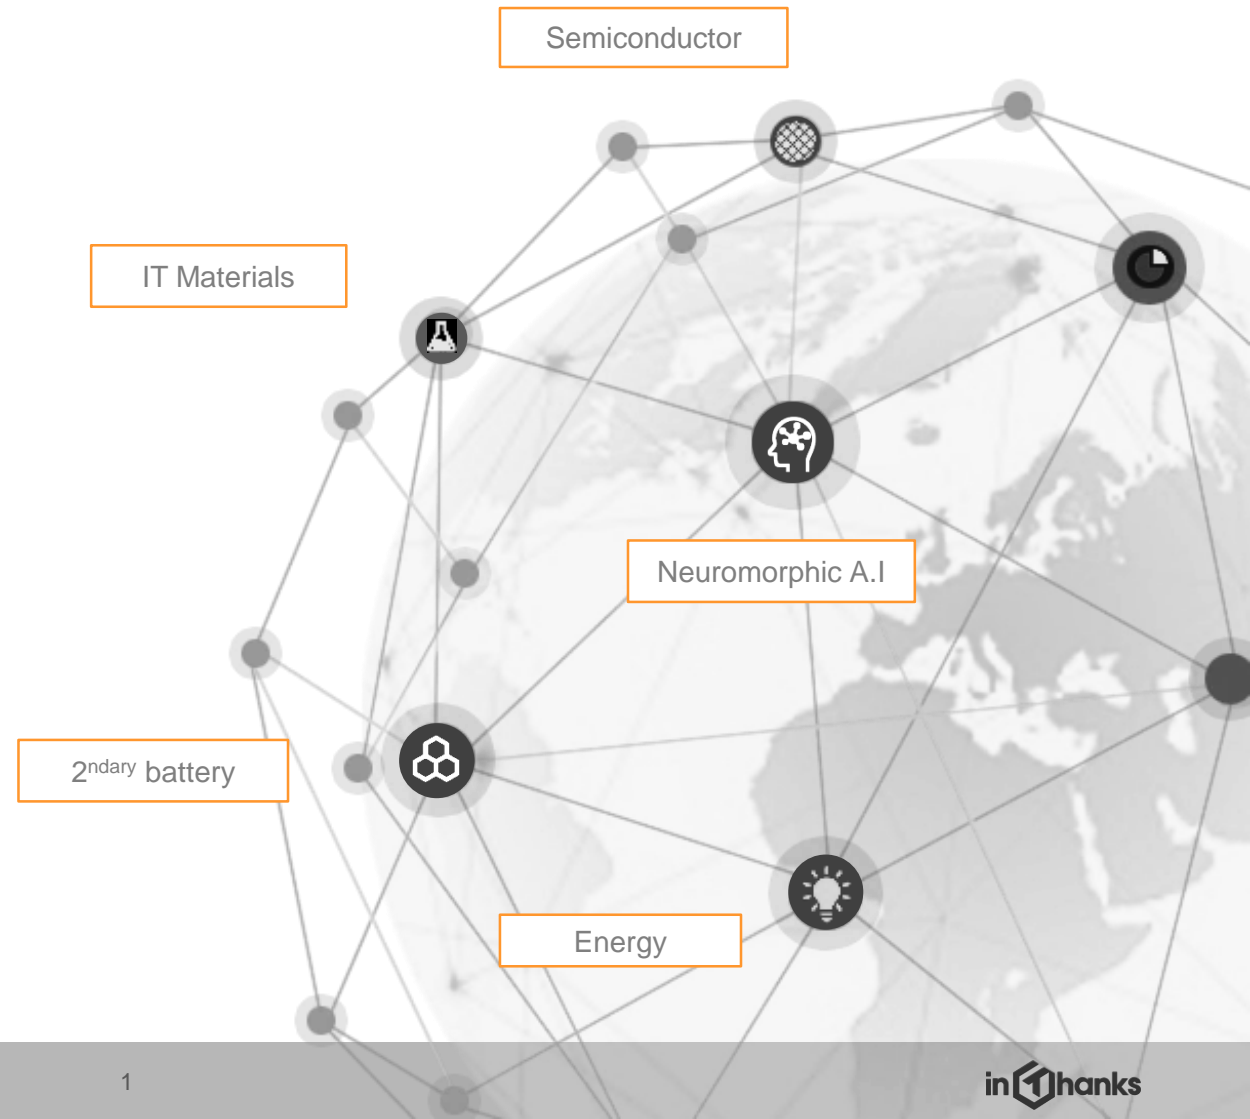 Semiconductor
IT Materials
Neuromorphic A.I
2ndary battery
Energy
1
inThanks